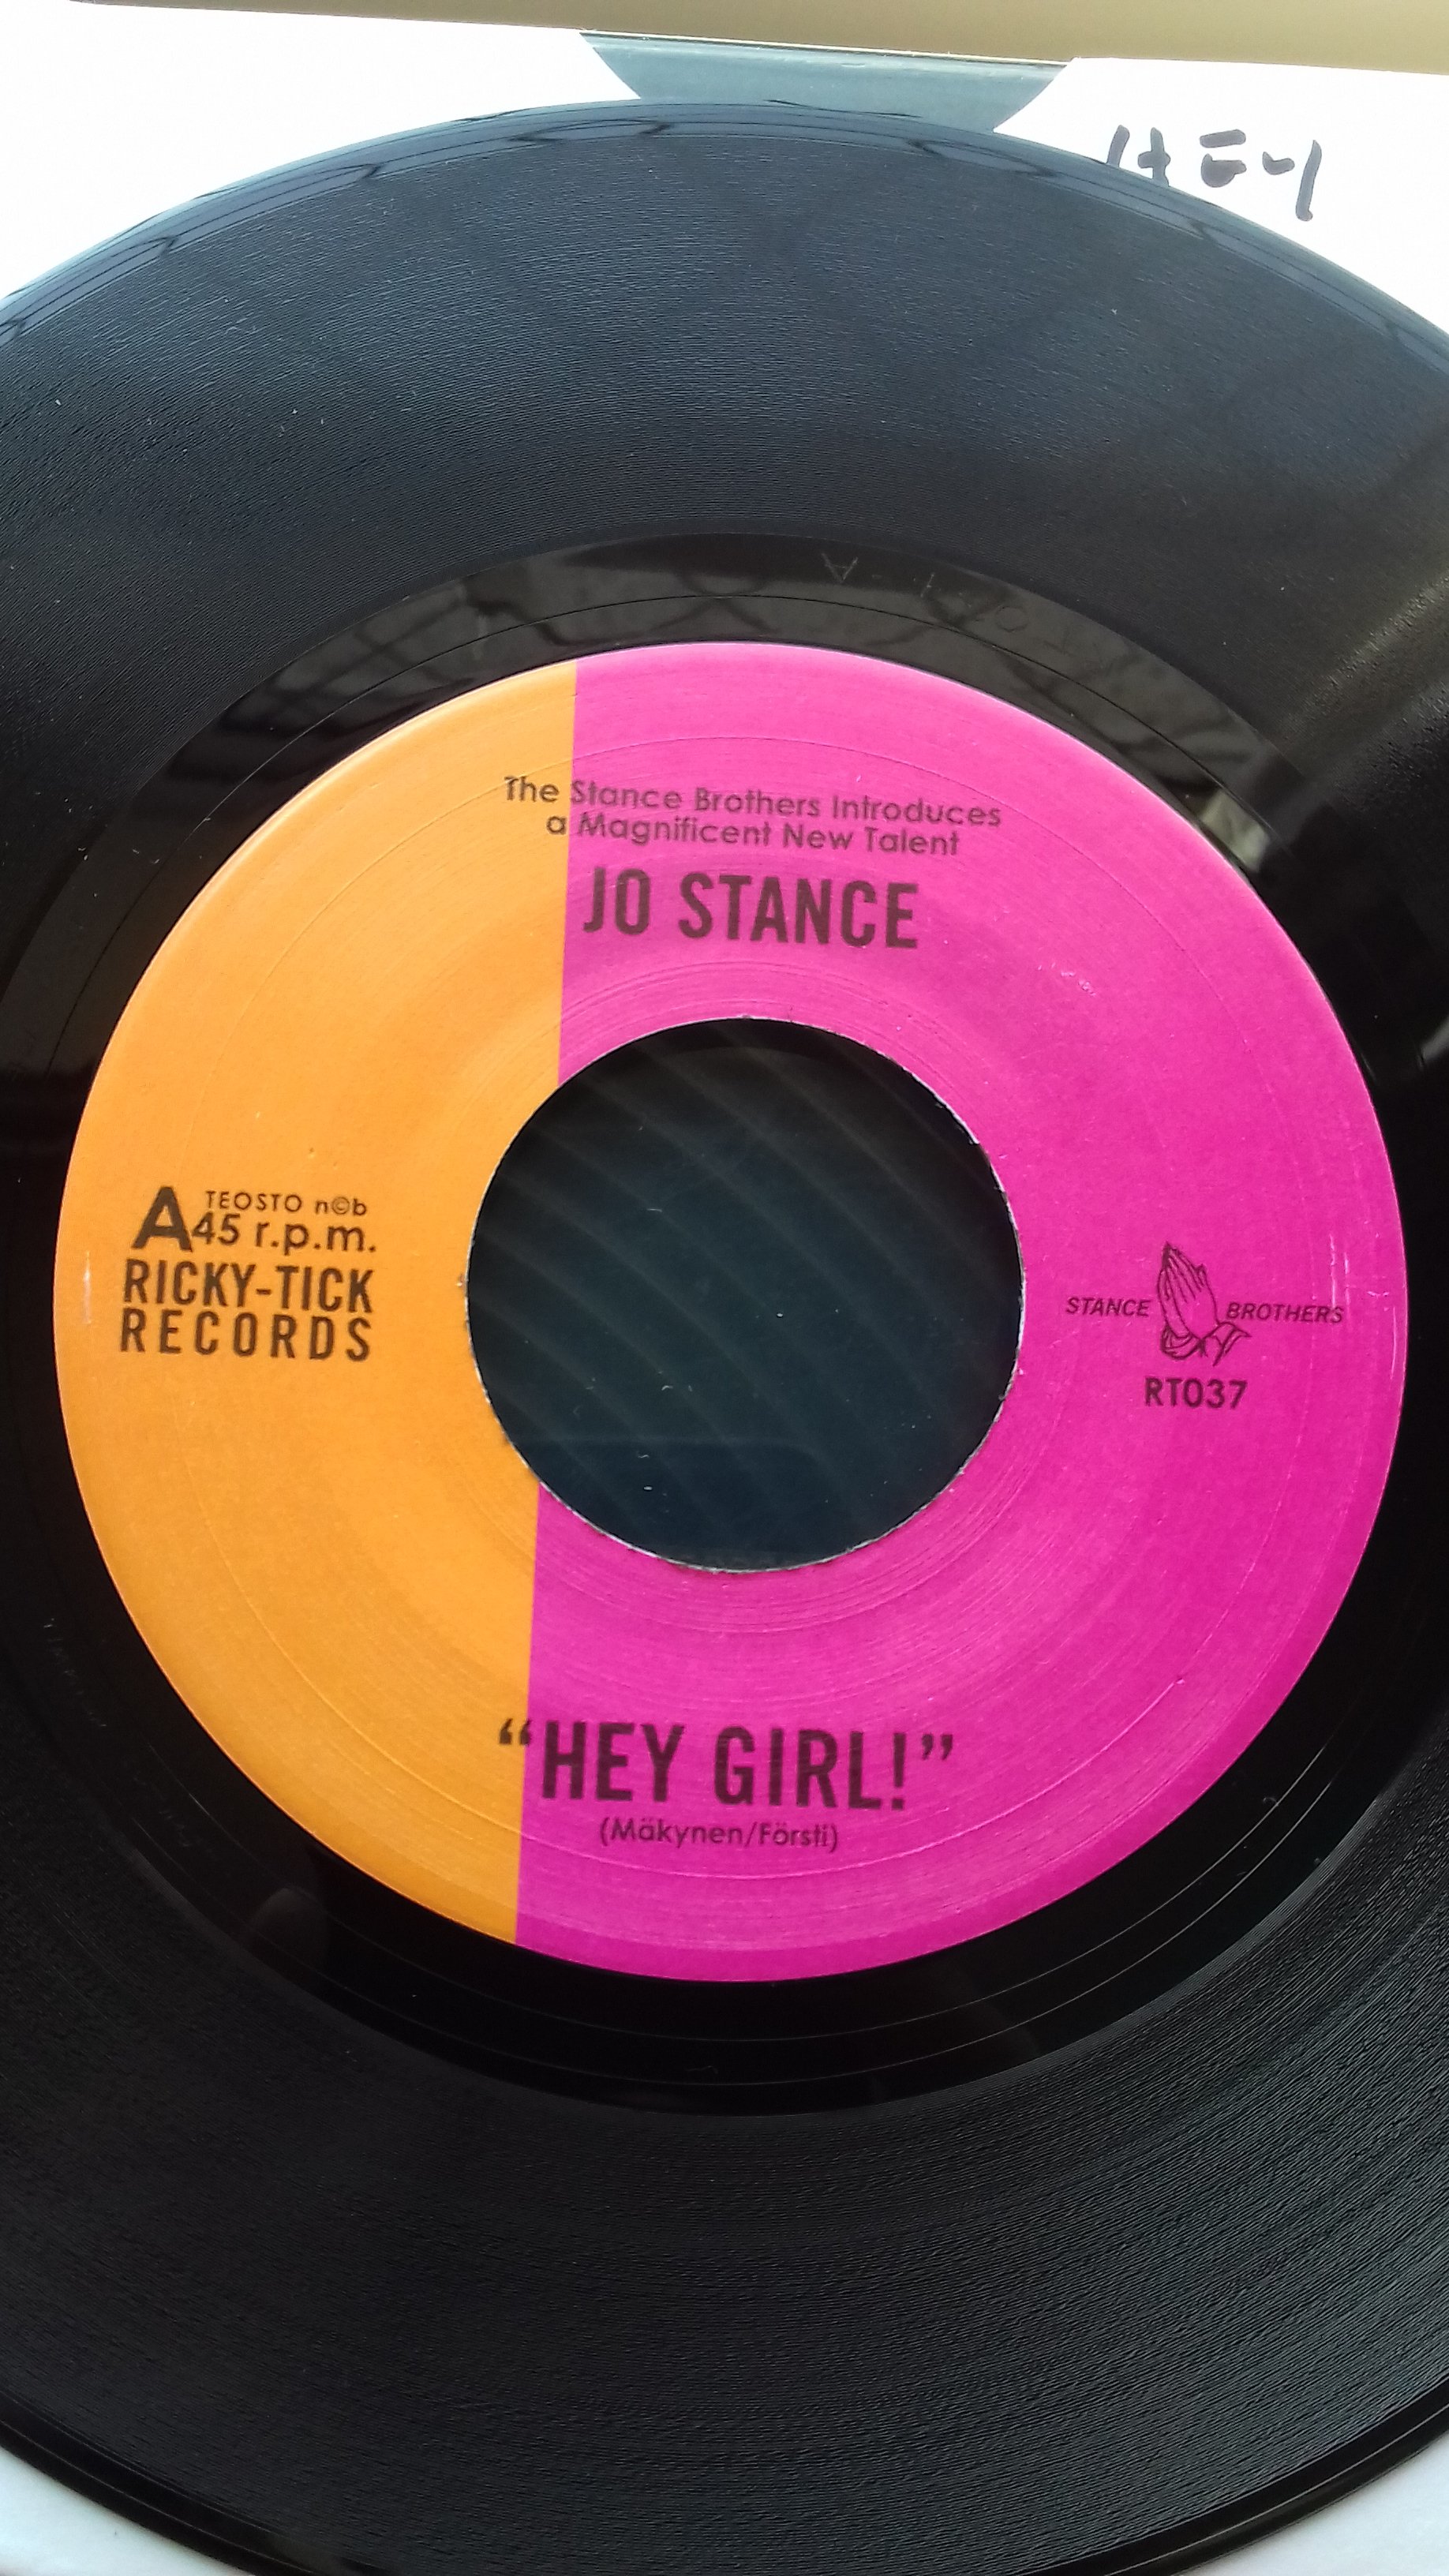 HEY
The Stance Brothers Introduces
a Magnificent New Talent
JO STANCE
A TEOSTO n©b
45 r.p.m.
RICKY-TICK
RECORDS
STANCE BROTHERS
RT037
“HEY GIRL!”
(Mäkynen/Försti)